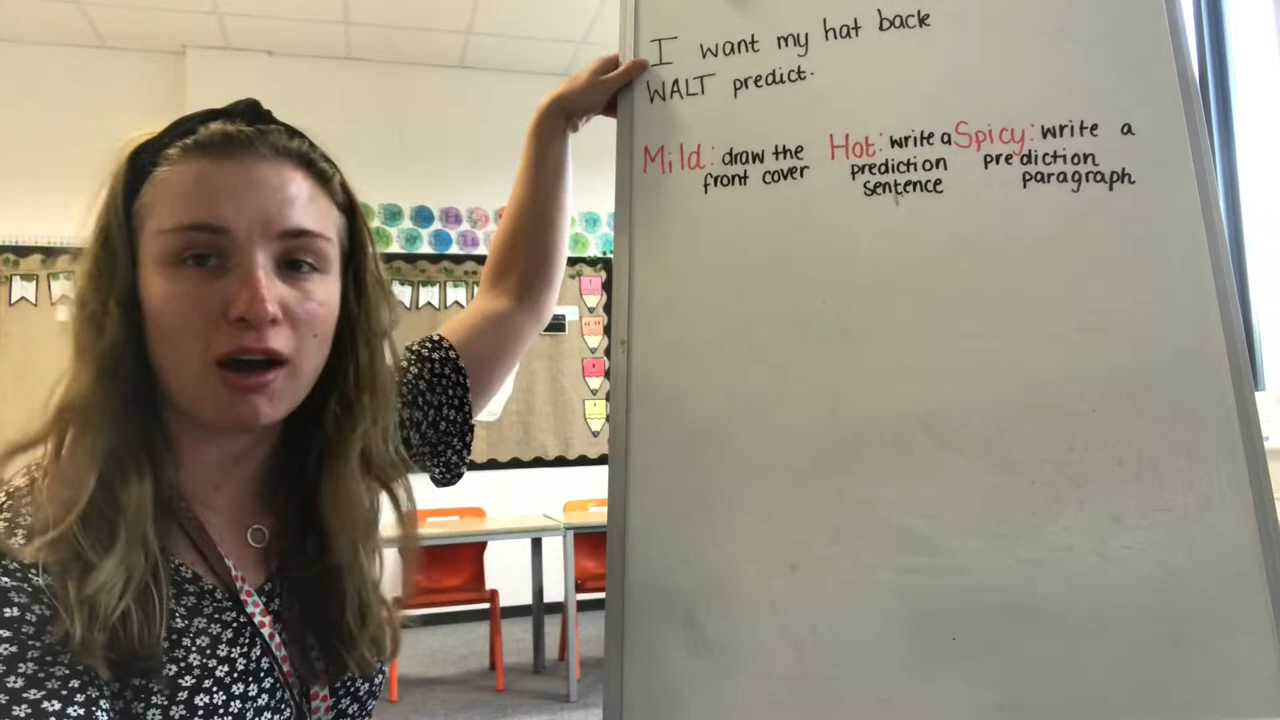 I want my hat back
WALT predict.
Mild: draw the
front cover
Hot: write a
prediction
sentence
Spicy: write a
prediction
paragraph